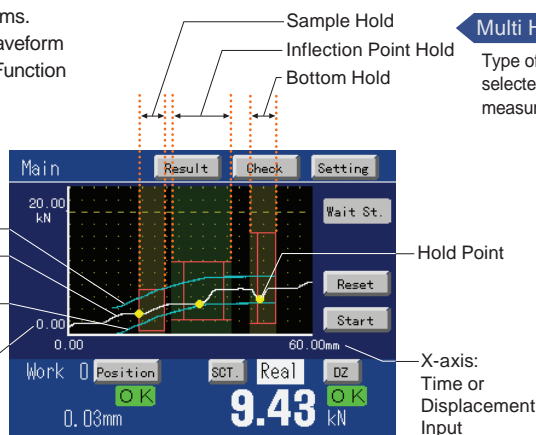 ms.
aveform
Function
Sample Hold
Inflection Point Hold
Bottom Hold
Multi H
Type of
selecte
measur
Main
Result
Check
Setting
20.00
kN
Wait St.
Hold Point
Reset
0.00
Start
0.00
60.00mm
X-axis:
Time or
Displacement
Input
Work 0
Position
SCT.
Real
DZ
OK
OK
0.03mm
9.43
kN